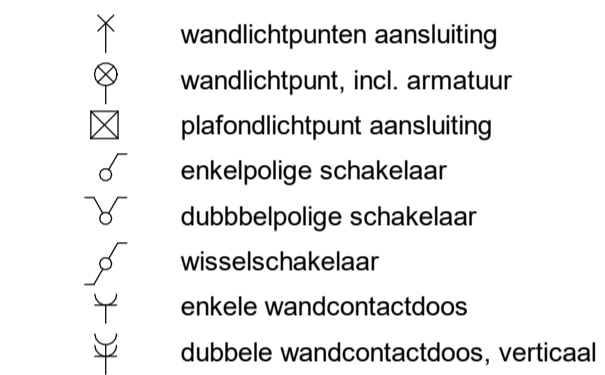 wandlichtpunten aansluiting
wandlichtpunt, incl. armatuur
plafondlichtpunt aansluiting
enkelpolige schakelaar
dubbbelpolige schakelaar
wisselschakelaar
enkele wandcontactdoos
dubbele wandcontactdoos, verticaal